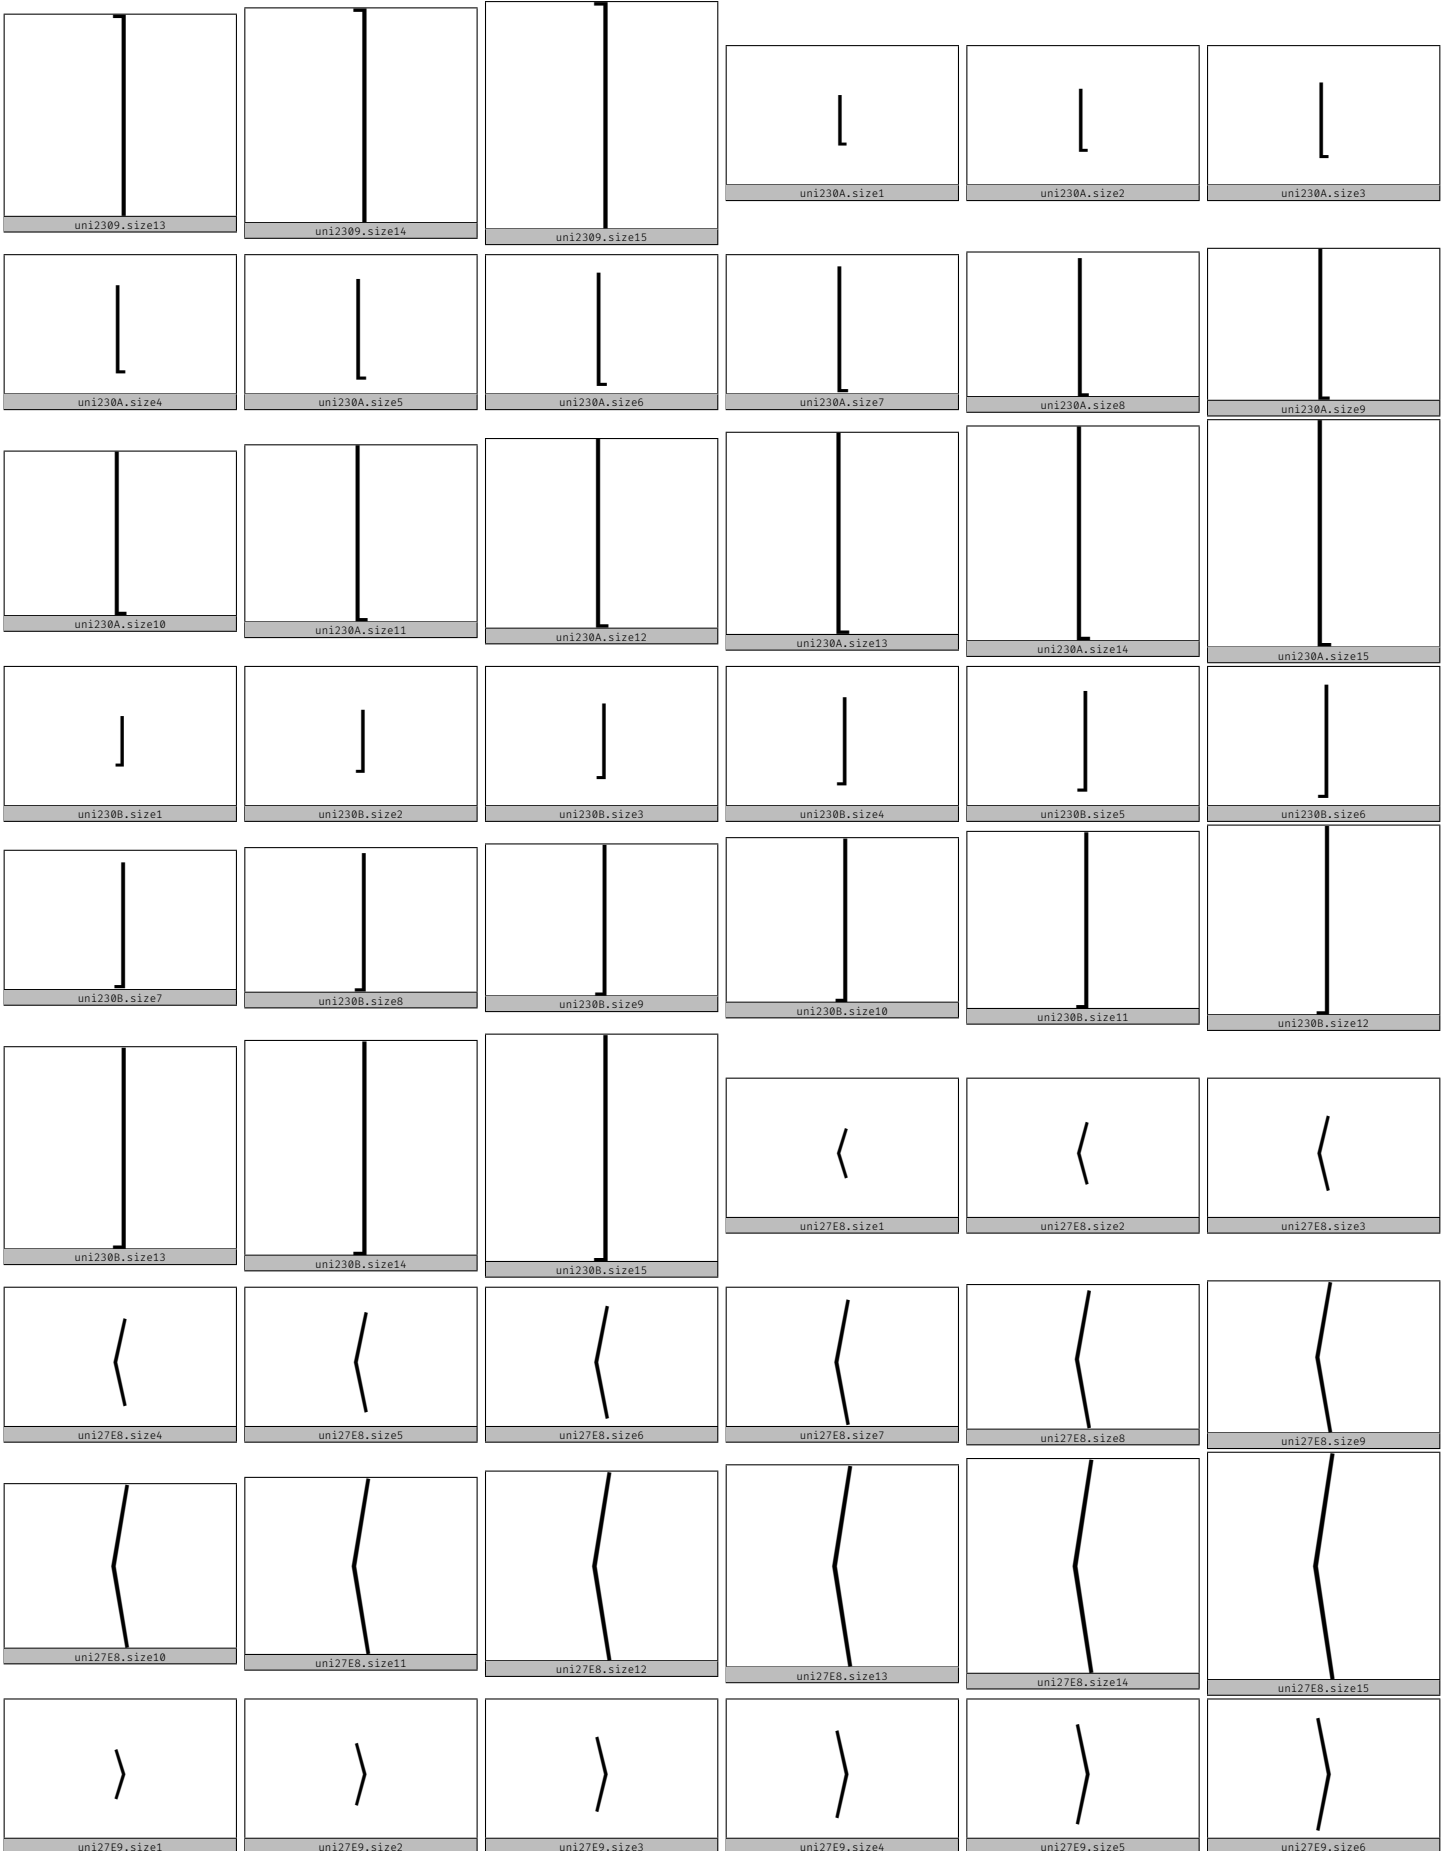 uni2309.size13 uni2309.size14 uni2309.size15 uni230A.size1 uni230A.size2 uni230A.size3
uni230A.size4 uni230A.size5 uni230A.size6 uni230A.size7 uni230A.size8 uni230A.size9
uni230A.size10 uni230A.size11 uni230A.size12 uni230A.size13 uni230A.size14 uni230A.size15
uni230B.size1 uni230B.size2 uni230B.size3 uni230B.size4 uni230B.size5 uni230B.size6
uni230B.size7 uni230B.size8 uni230B.size9 uni230B.size10 uni230B.size11 uni230B.size12
uni230B.size13 uni230B.size14 uni230B.size15 uni27E8.size1 uni27E8.size2 uni27E8.size3
uni27E8.size4 uni27E8.size5 uni27E8.size6 uni27E8.size7 uni27E8.size8 uni27E8.size9
uni27E8.size10 uni27E8.size11 uni27E8.size12 uni27E8.size13 uni27E8.size14 uni27E8.size15
uni27E9.size1 uni27E9.size2 uni27E9.size3 uni27E9.size4 uni27E9.size5 uni27E9.size6